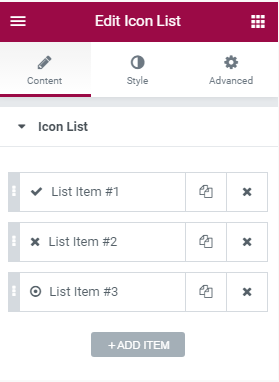 Edit Icon List
Content Style Advanced
Icon List
List Item #1
List Item #2
List Item #3
+ ADD ITEM